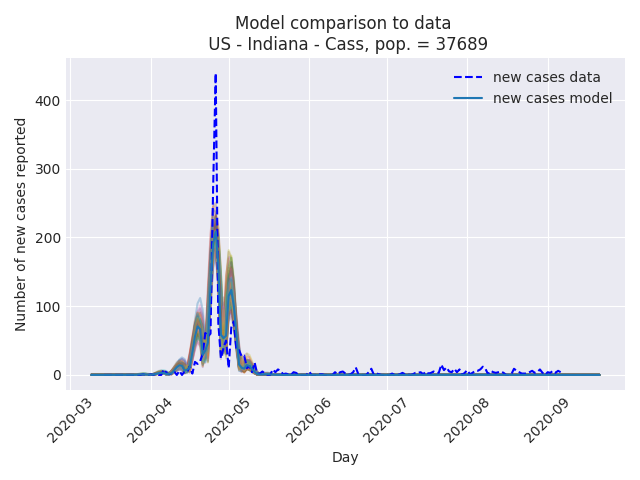 Model comparison to data
US - Indiana - Cass, pop. = 37689
new cases data
new cases model
Number of new cases reported
400
300
200
100
0
2020-03
2020-04
2020-05
2020-06
2020-07
2020-08
2020-09
Day